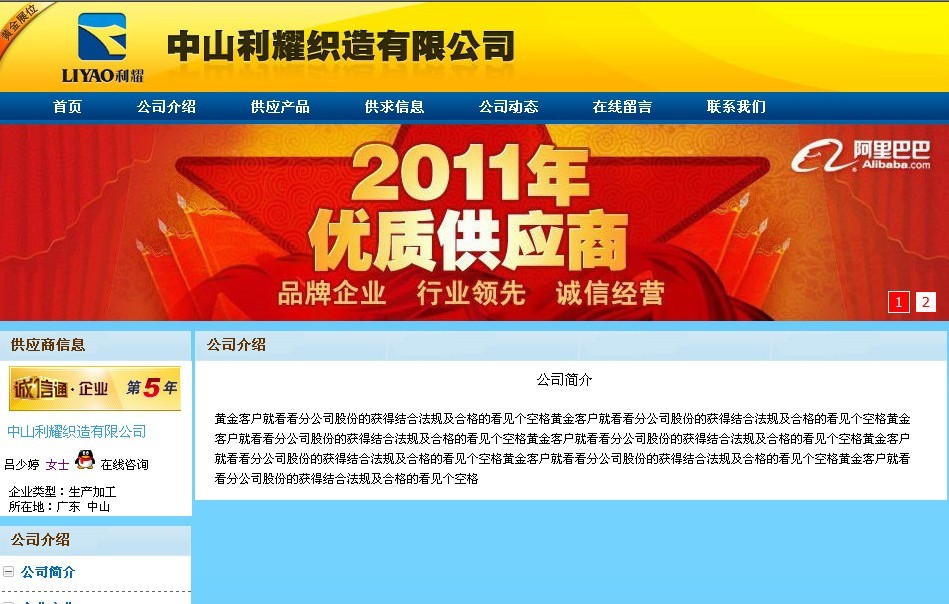 黄金展位
LIYAO利耀
中山利耀织造有限公司
首页 公司介绍 供应产品 供求信息 公司动态 在线留言 联系我们
2011年
优质供应商
品牌企业 行业领先 诚信经营
阿里巴巴
Alibaba.com
1 2
供应商信息
诚信通·企业 第5年
中山利耀织造有限公司
吕少婷 女士 在线咨询
企业类型：生产加工
所在地：广东 中山
公司介绍
公司简介
公司介绍
公司简介
黄金客户就看看分公司股份的获得结合法规及合格的看见个空格黄金客户就看看分公司股份的获得结合法规及合格的看见个空格黄金
客户就看看分公司股份的获得结合法规及合格的看见个空格黄金客户就看看分公司股份的获得结合法规及合格的看见个空格黄金客户
就看看分公司股份的获得结合法规及合格的看见个空格黄金客户就看看分公司股份的获得结合法规及合格的看见个空格黄金客户就看
看分公司股份的获得结合法规及合格的看见个空格